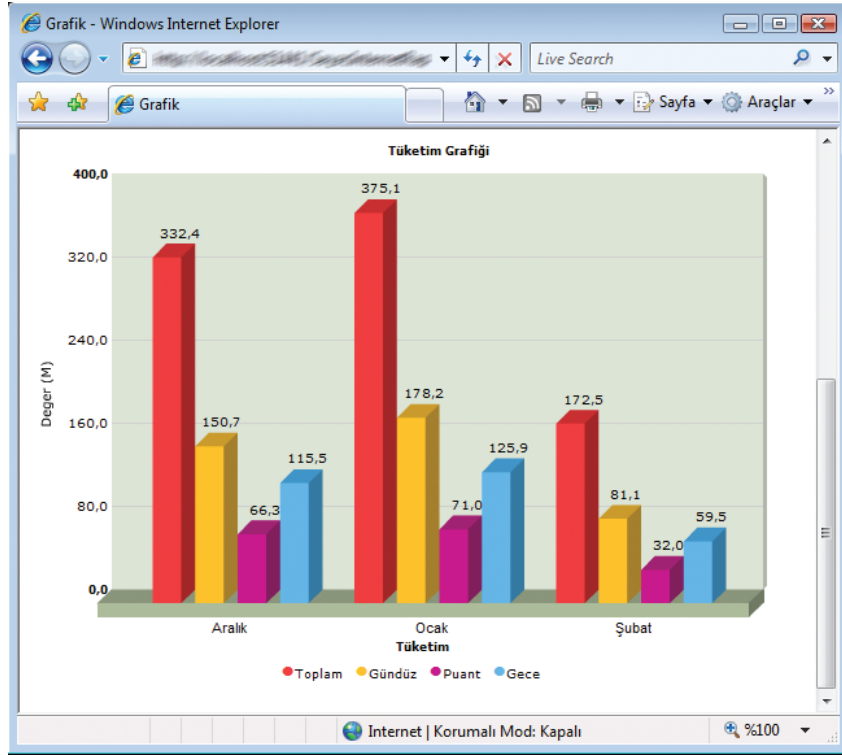 Grafik - Windows Internet Explorer
Live Search
Grafik
Sayfa
Araçlar
Tüketim Grafiği
400,0
320,0
240,0
160,0
80,0
0,0
Deger (M)
332,4
150,7
66,3
115,5
375,1
178,2
71,0
125,9
172,5
81,1
32,0
59,5
Aralık
Ocak
Şubat
Tüketim
Toplam Gündüz Puant Gece
Internet | Korumalı Mod: Kapalı
%100